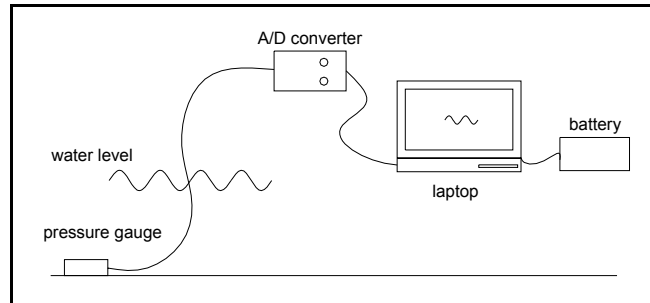 A/D converter
battery
water level
laptop
pressure gauge